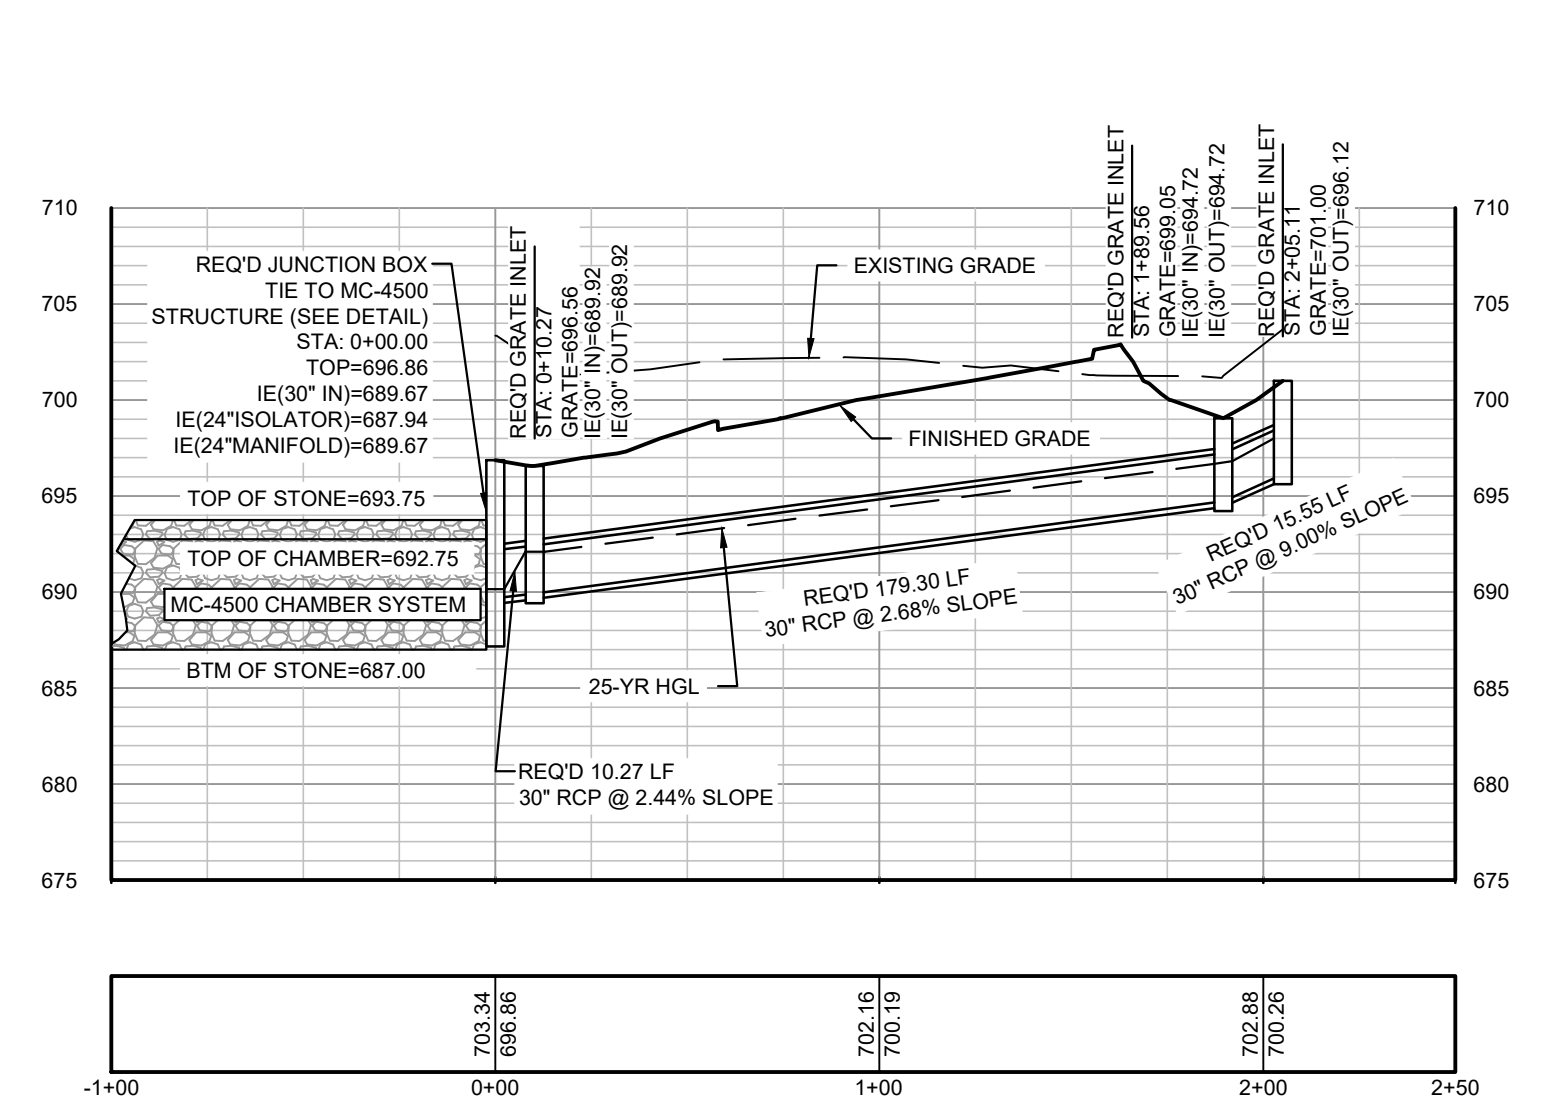 REQ'D GRATE INLET
STA: 1+89.56
GRATE=699.05
IE(30" IN)=694.72
IE(30" OUT)=694.72
REQ'D GRATE INLET
STA: 2+05.11
GRATE=701.00
IE(30" OUT)=696.12
710
710
REQ'D JUNCTION BOX
TIE TO MC-4500
STRUCTURE (SEE DETAIL)
STA: 0+00.00
TOP=696.86
IE(30" IN)=689.67
IE(24"ISOLATOR)=687.94
IE(24"MANIFOLD)=689.67
REQ'D GRATE INLET
STA: 0+10.27
GRATE=696.56
IE(30" IN)=689.92
IE(30" OUT)=689.92
EXISTING GRADE
705
705
700
700
FINISHED GRADE
695
695
TOP OF STONE=693.75
TOP OF CHAMBER=692.75
REQ'D 15.55 LF
30" RCP @ 9.00% SLOPE
690
690
MC-4500 CHAMBER SYSTEM
REQ'D 179.30 LF
30" RCP @ 2.68% SLOPE
BTM OF STONE=687.00
685
685
25-YR HGL
REQ'D 10.27 LF
30" RCP @ 2.44% SLOPE
680
680
675
675
703.34
696.86
702.16
700.19
702.88
700.26
-1+00
0+00
1+00
2+00
2+50